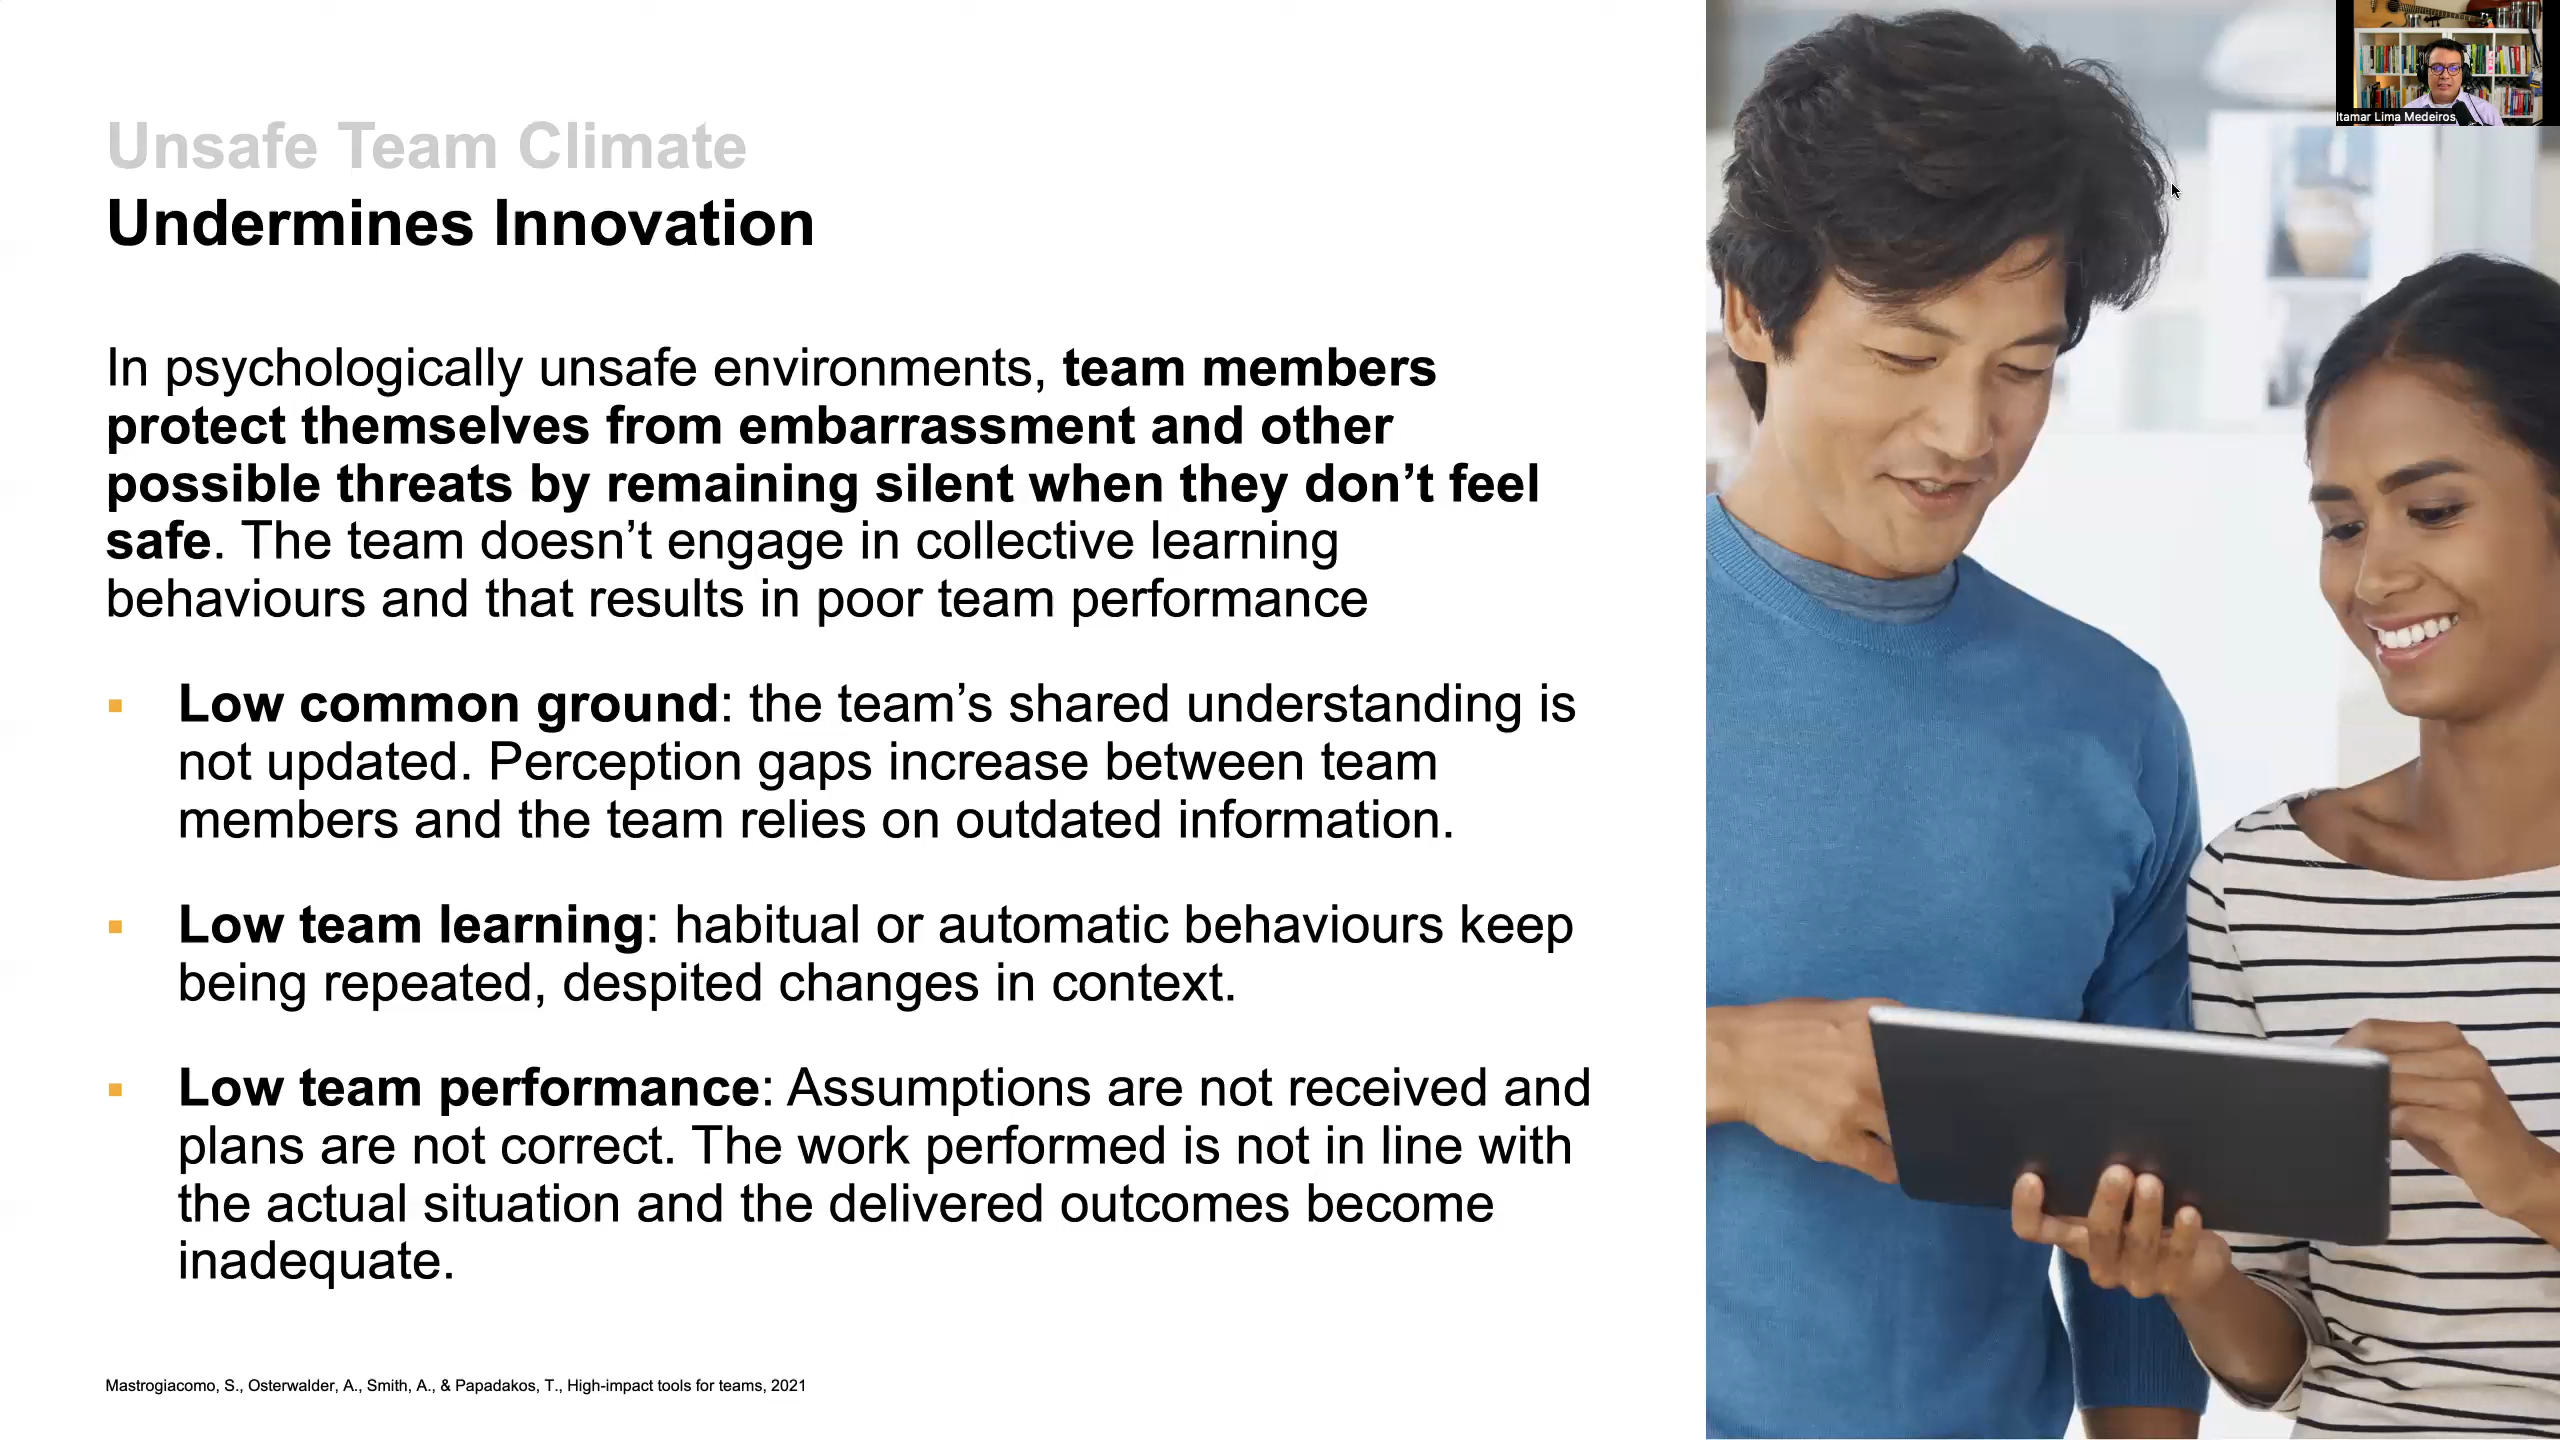 Unsafe Team Climate
Undermines Innovation
In psychologically unsafe environments, team members
protect themselves from embarrassment and other
possible threats by remaining silent when they don’t feel
safe. The team doesn’t engage in collective learning
behaviours and that results in poor team performance
▪ Low common ground: the team’s shared understanding is
not updated. Perception gaps increase between team
members and the team relies on outdated information.
▪ Low team learning: habitual or automatic behaviours keep
being repeated, despited changes in context.
▪ Low team performance: Assumptions are not received and
plans are not correct. The work performed is not in line with
the actual situation and the delivered outcomes become
inadequate.
Mastrogiacomo, S., Osterwalder, A., Smith, A., & Papadakos, T., High-impact tools for teams, 2021
Itamar Lima Medeiros